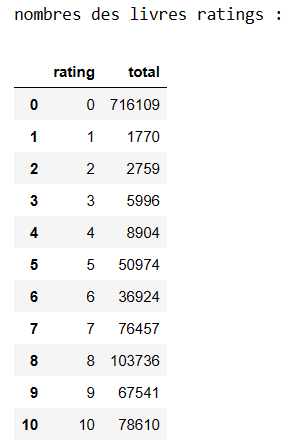 nombres des livres ratings :
rating total
0 0 716109
1 1 1770
2 2 2759
3 3 5996
4 4 8904
5 5 50974
6 6 36924
7 7 76457
8 8 103736
9 9 67541
10 10 78610